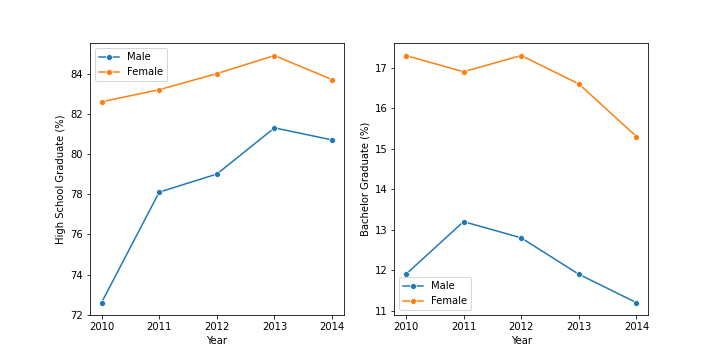 High School Graduate (%)
84
82
80
78
76
74
72
Male
Female
2010 2011 2012 2013 2014
Year
Bachelor Graduate (%)
17
16
15
14
13
12
11
Male
Female
2010 2011 2012 2013 2014
Year